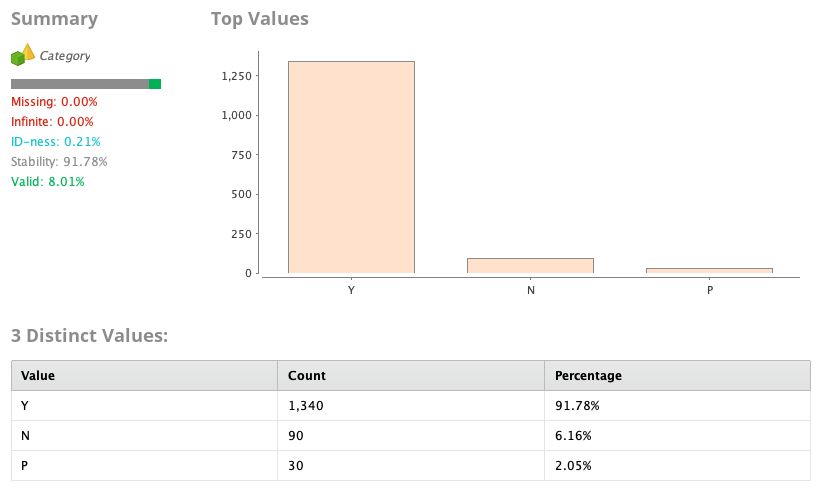 Summary
Category
Missing: 0.00%
Infinite: 0.00%
ID-ness: 0.21%
Stability: 91.78%
Valid: 8.01%
Top Values
1,250
1,000
750
500
250
0
Y N P
3 Distinct Values:
Value Count Percentage
Y 1,340 91.78%
N 90 6.16%
P 30 2.05%